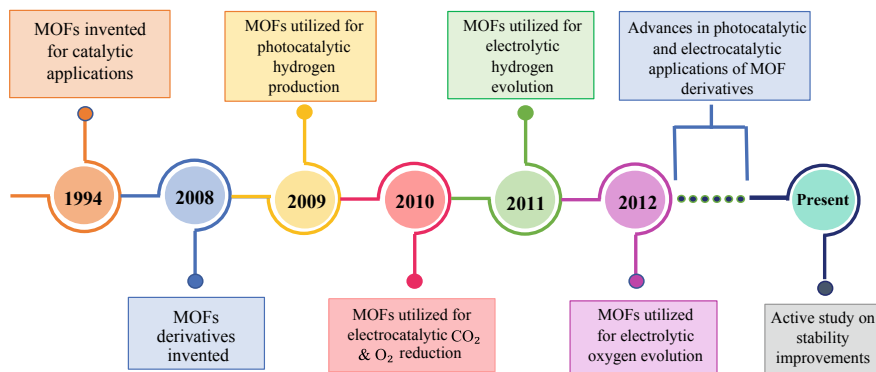 MOFs invented
for catalytic
applications
MOFs utilized for
photocatalytic
hydrogen
production
MOFs utilized for
electrolytic
hydrogen
evolution
Advances in photocatalytic
and electrocatalytic
applications of MOF
derivatives
1994
2008
2009
2010
2011
2012
Present
MOFs
derivatives
invented
MOFs utilized for
electrocatalytic CO₂
& O₂ reduction
MOFs utilized
for electrolytic
oxygen evolution
Active study on
stability
improvements